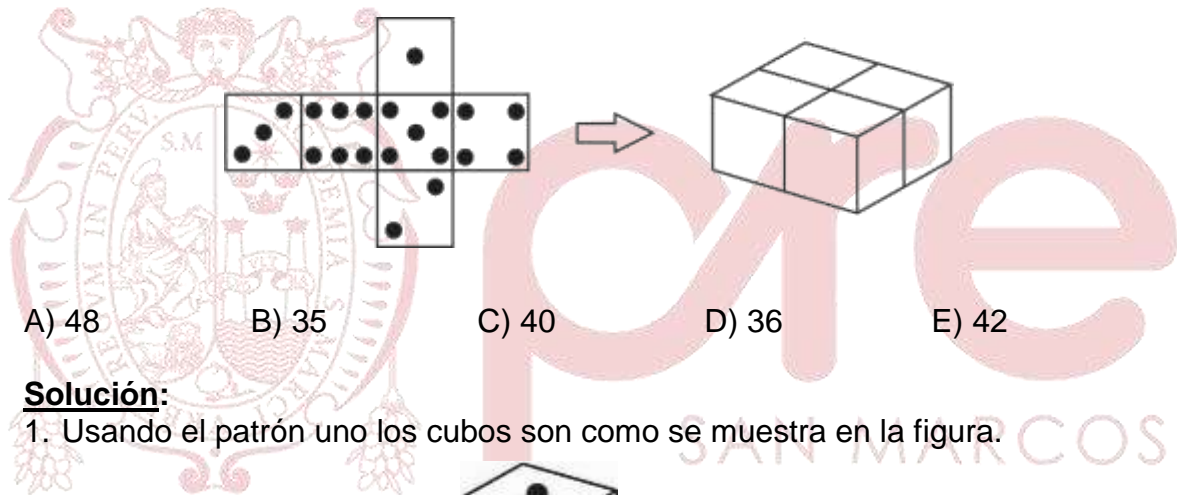 S.M
A) 48 B) 35 C) 40 D) 36 E) 42
Solución:
1. Usando el patrón uno los cubos son como se muestra en la figura.
pre
SAN MARCOS